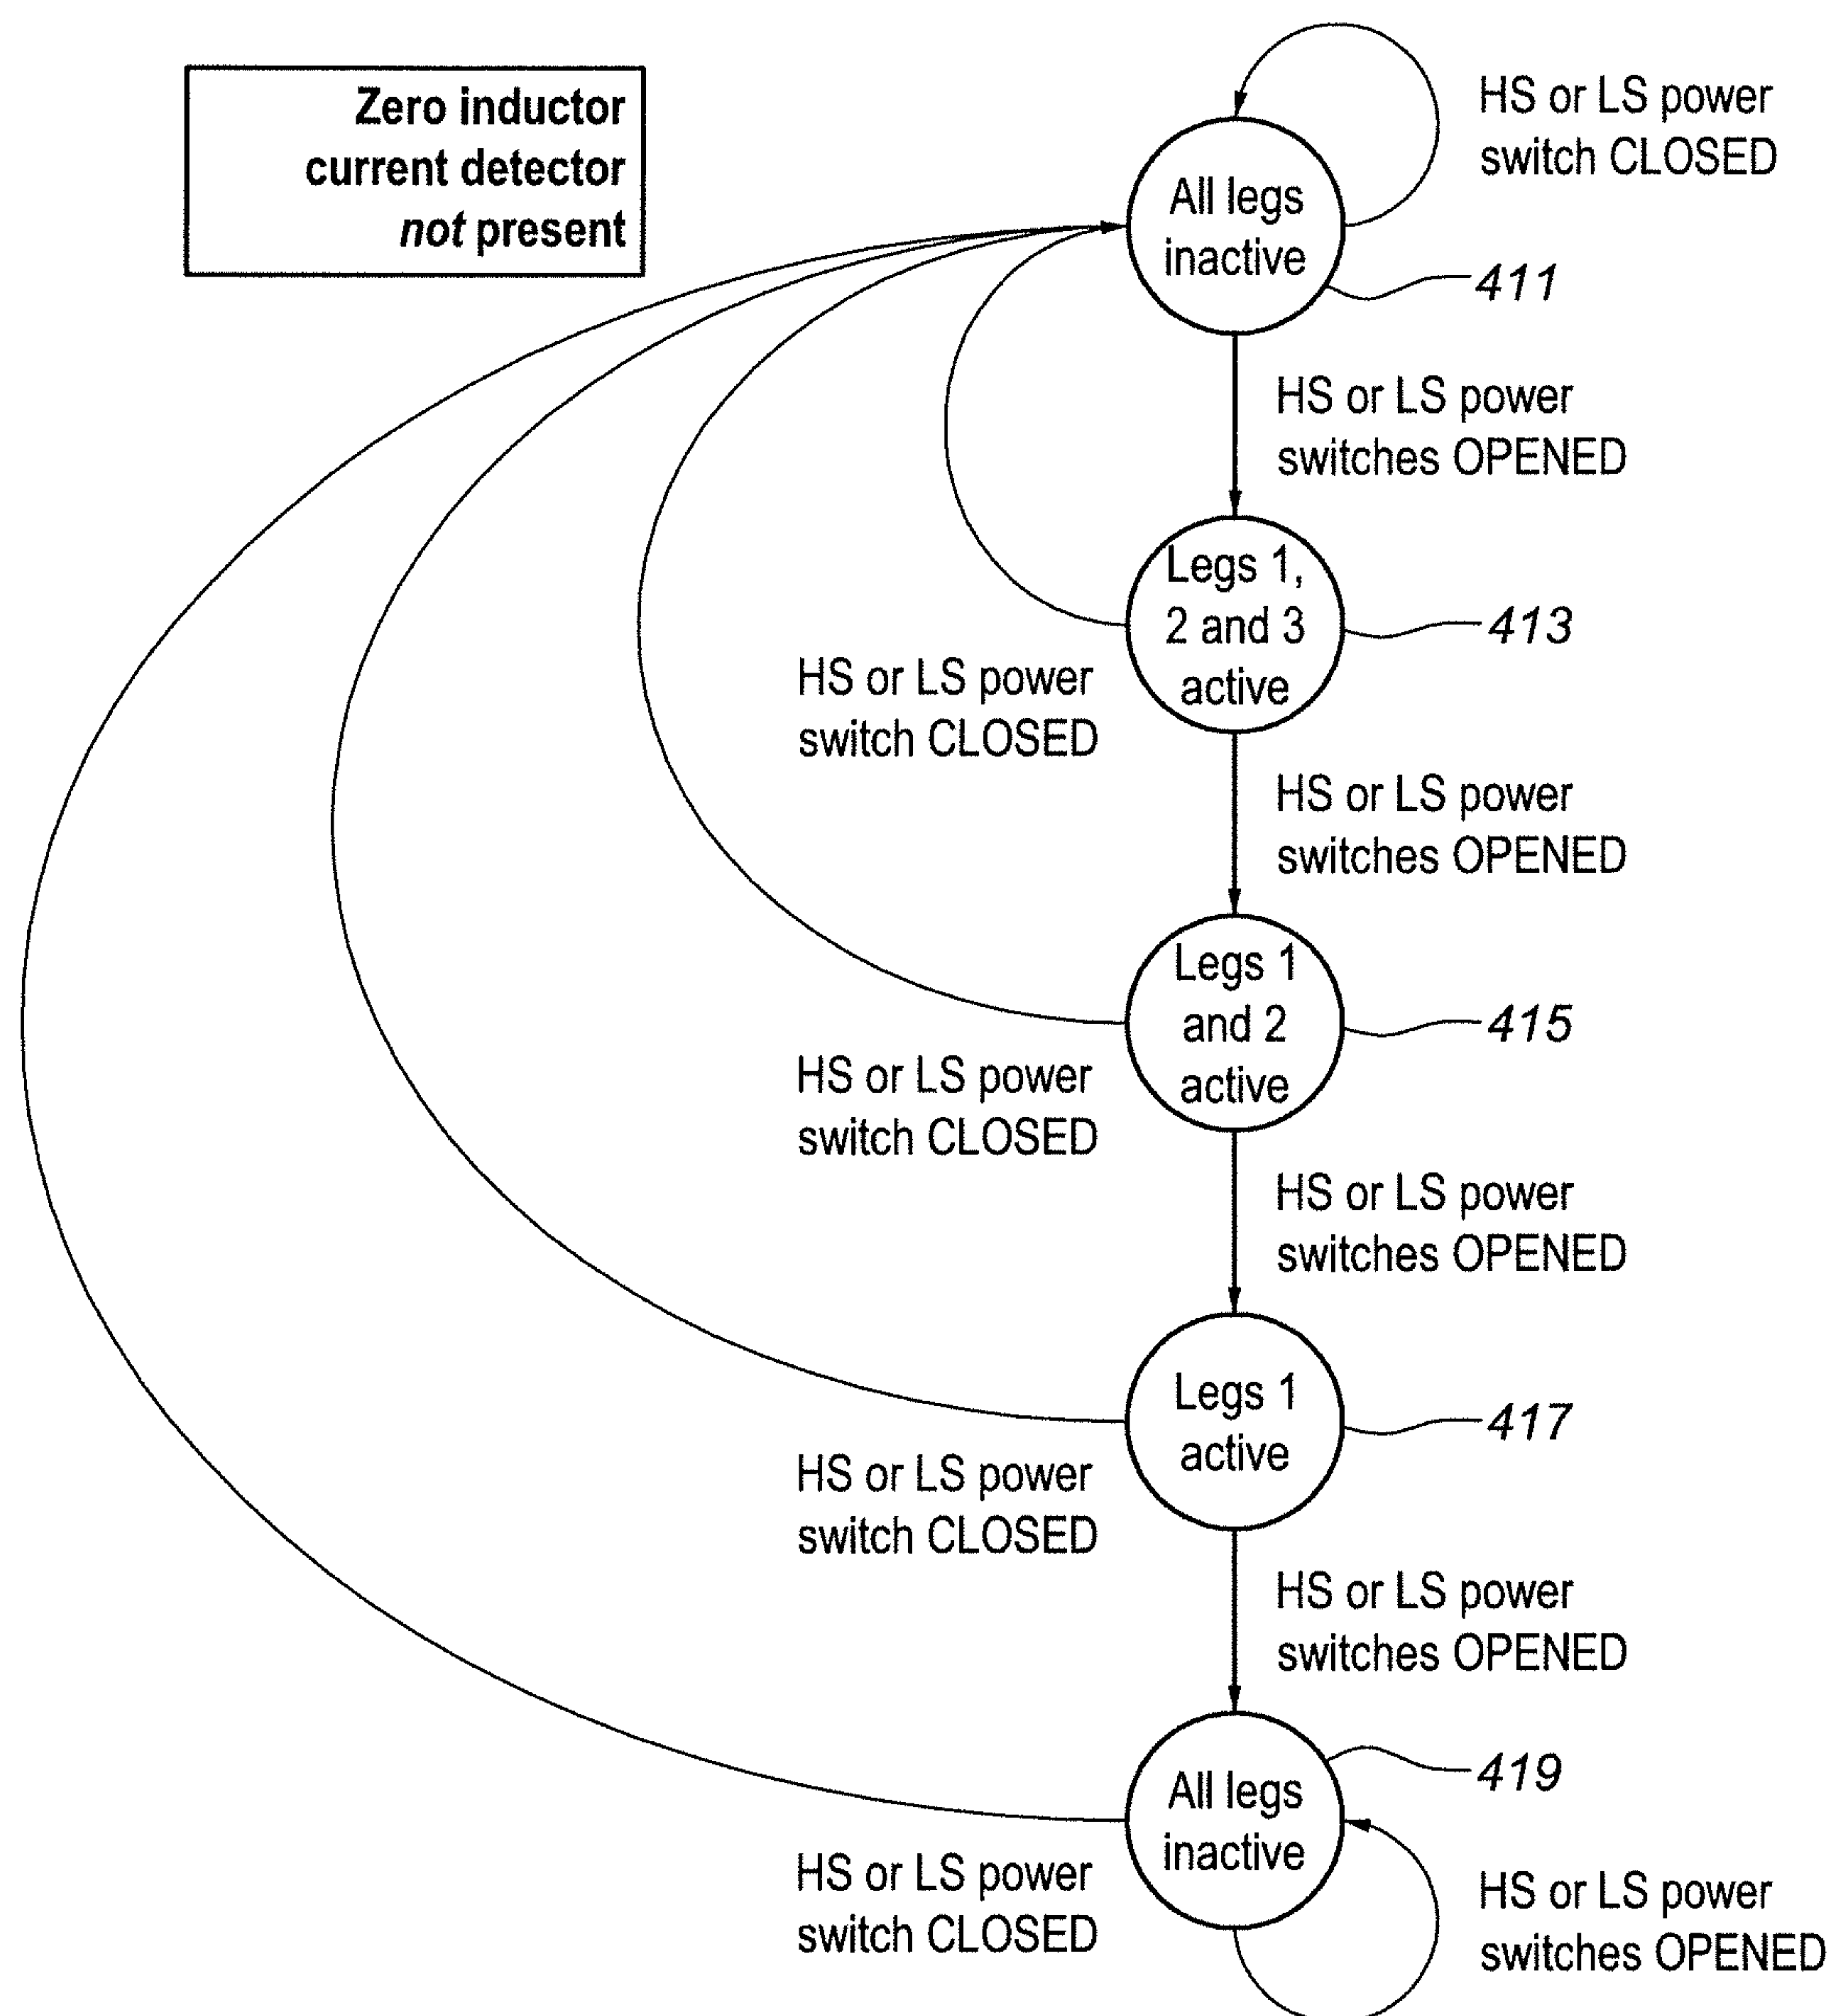 Zero inductor
current detector
not present
HS or LS power
switch CLOSED
All legs
inactive
411
HS or LS power
switches OPENED
Legs 1,
2 and 3
active
413
HS or LS power
switch CLOSED
HS or LS power
switches OPENED
Legs 1
and 2
active
415
HS or LS power
switch CLOSED
HS or LS power
switches OPENED
Legs 1
active
417
HS or LS power
switch CLOSED
HS or LS power
switches OPENED
All legs
inactive
419
HS or LS power
switch CLOSED
HS or LS power
switches OPENED